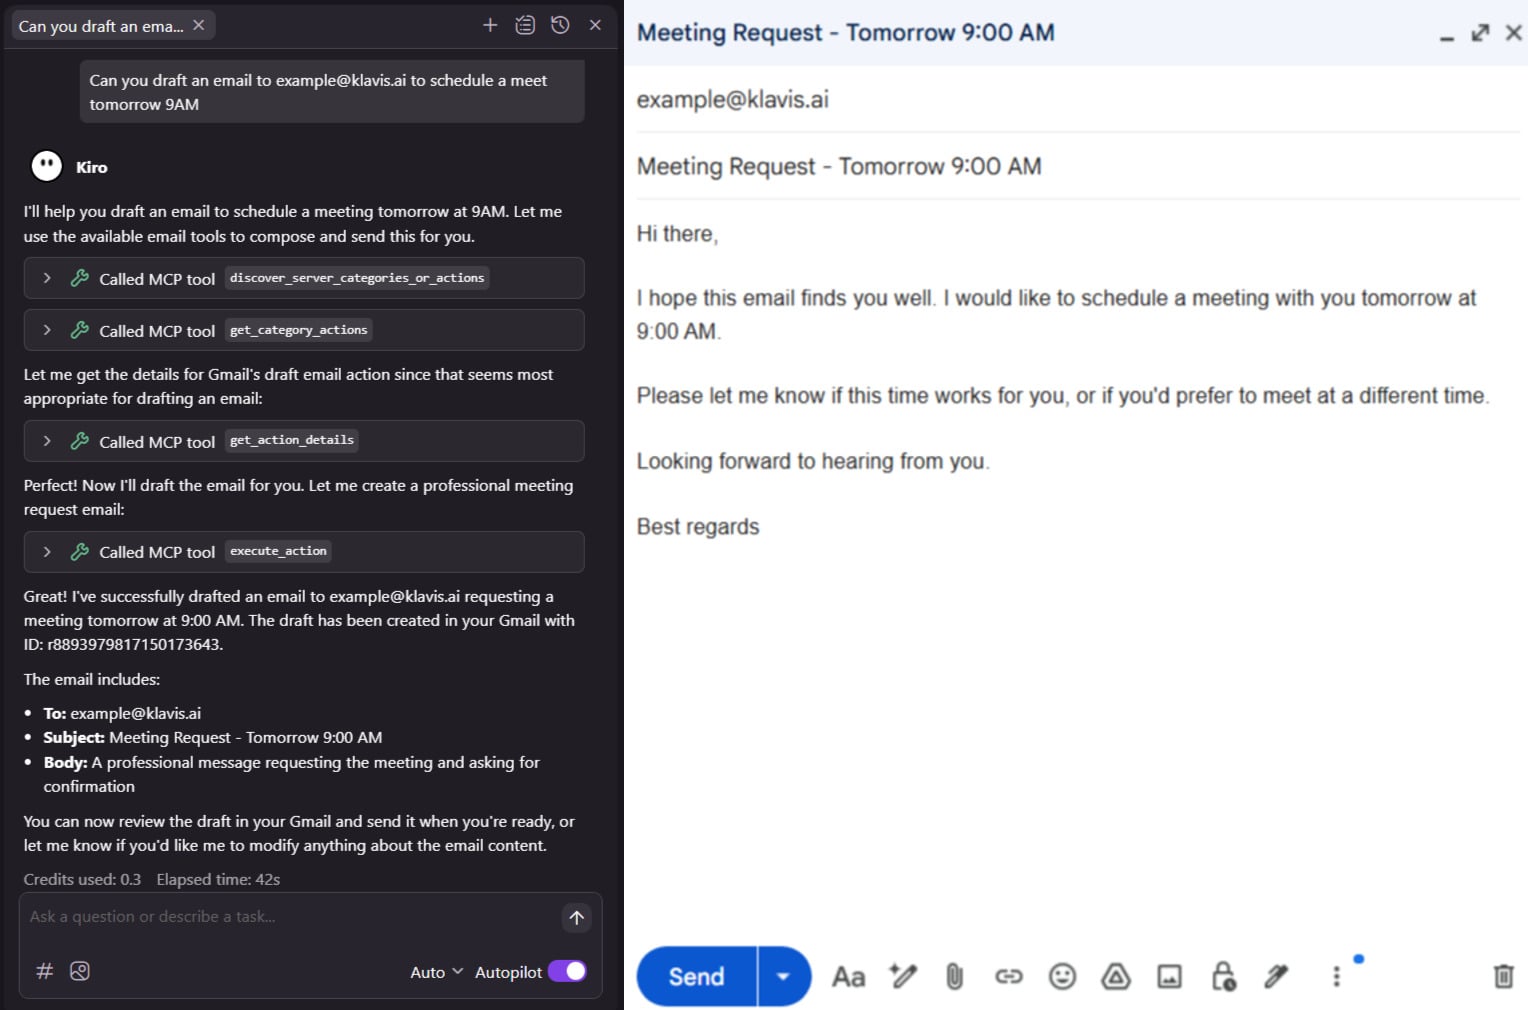 Can you draft an ema...
Can you draft an email to example@klavis.ai to schedule a meet
tomorrow 9AM
Kiro
I'll help you draft an email to schedule a meeting tomorrow at 9AM. Let me
use the available email tools to compose and send this for you.
Called MCP tool discover_server_categories_or_actions
Called MCP tool get_category_actions
Let me get the details for Gmail's draft email action since that seems most
appropriate for drafting an email:
Called MCP tool get_action_details
Perfect! Now I'll draft the email for you. Let me create a professional meeting
request email:
Called MCP tool execute_action
Great! I've successfully drafted an email to example@klavis.ai requesting a
meeting tomorrow at 9:00 AM. The draft has been created in your Gmail with
ID: r8893979817150173643.
The email includes:
• To: example@klavis.ai
• Subject: Meeting Request - Tomorrow 9:00 AM
• Body: A professional message requesting the meeting and asking for
confirmation
You can now review the draft in your Gmail and send it when you're ready, or
let me know if you'd like me to modify anything about the email content.
Credits used: 0.3 Elapsed time: 42s
Ask a question or describe a task...
# Auto Autopilot
Meeting Request - Tomorrow 9:00 AM
example@klavis.ai
Meeting Request - Tomorrow 9:00 AM
Hi there,
I hope this email finds you well. I would like to schedule a meeting with you tomorrow at
9:00 AM.
Please let me know if this time works for you, or if you'd prefer to meet at a different time.
Looking forward to hearing from you.
Best regards
Send Aa